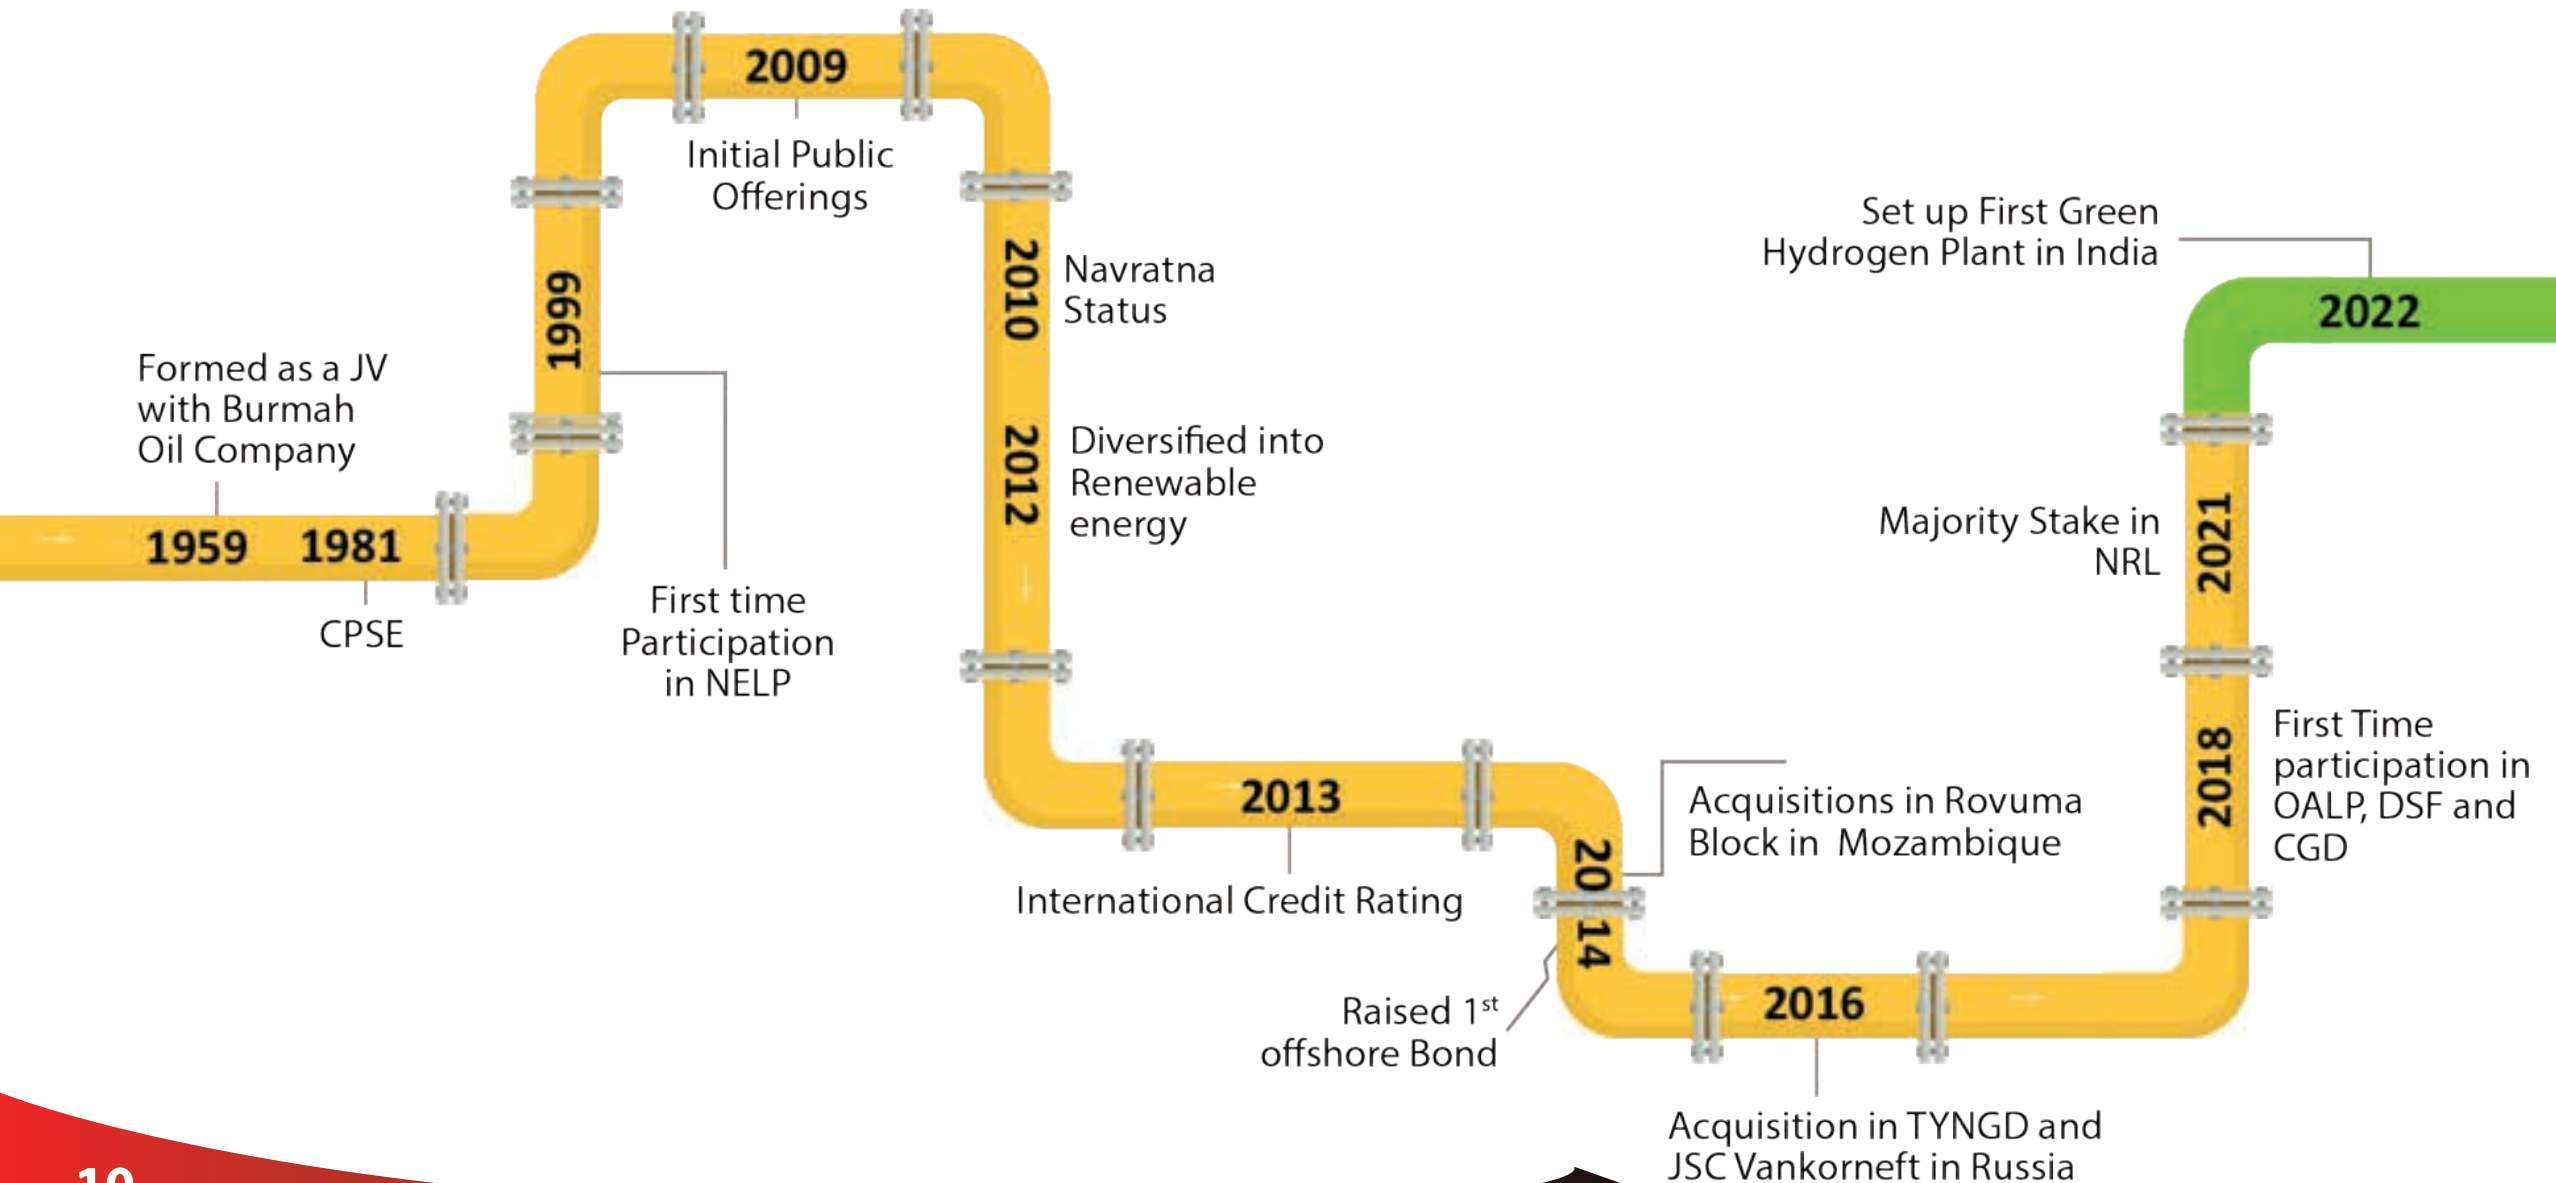 Formed as a JV
with Burmah
Oil Company
1959
1981
CPSE
1999
First time
Participation
in NELP
2009
Initial Public
Offerings
2010
Navratna
Status
2012
Diversified into
Renewable
energy
2013
International Credit Rating
2014
Acquisitions in Rovuma
Block in Mozambique
Raised 1st
offshore Bond
2016
Acquisition in TYNGD and
JSC Vankorneft in Russia
2018
First Time
participation in
OALP, DSF and
CGD
2021
Majority Stake in
NRL
2022
Set up First Green
Hydrogen Plant in India
10